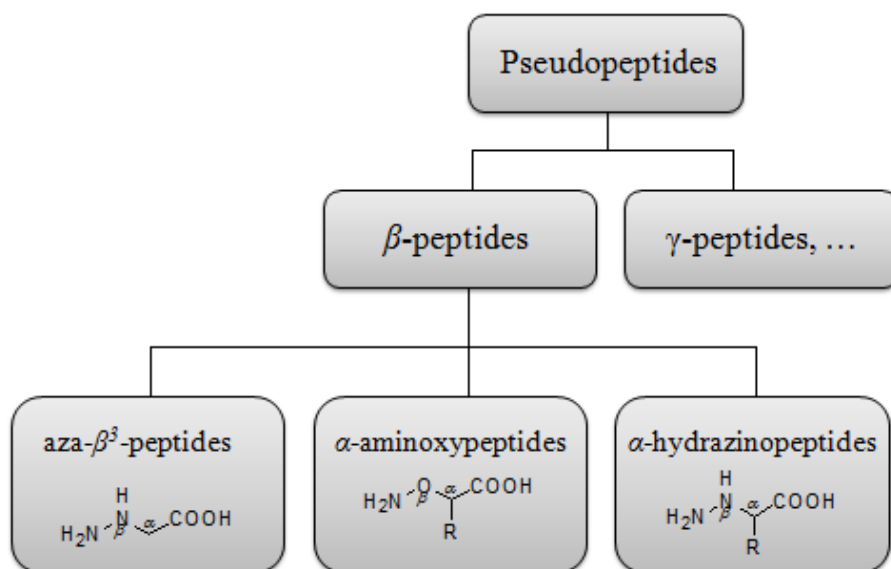 Pseudopeptides
β-peptides
γ-peptides, …
aza-β³-peptides
H
N
H₂N
β
α
COOH
α-aminoxypeptides
O
H₂N
β
α
COOH
R
α-hydrazinopeptides
H
N
H₂N
β
α
COOH
R